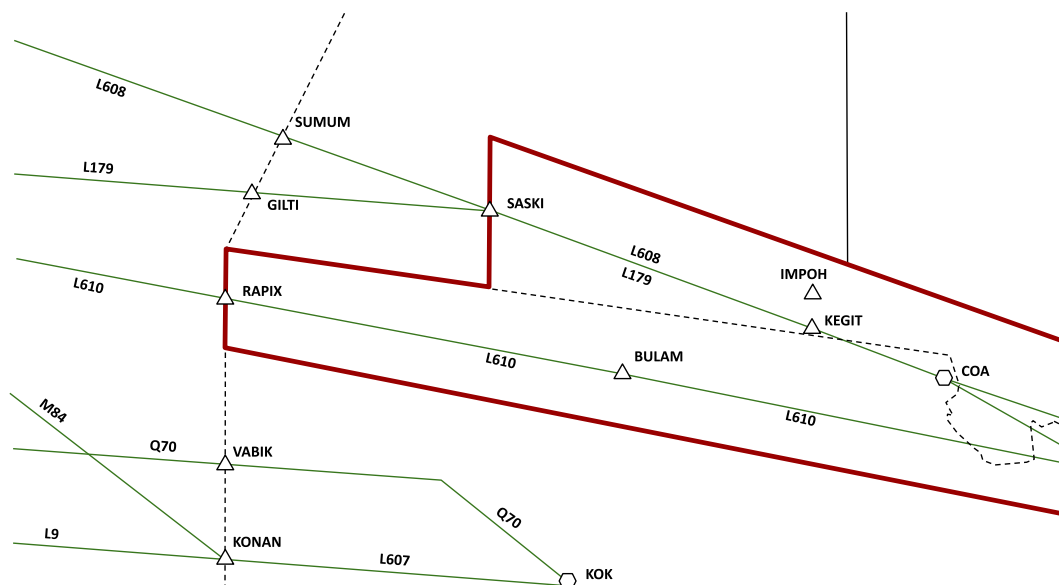 L608
SUMUM
L179
GILTI
SASKI
L608
L179
IMPOH
L610
RAPIX
KEGIT
L610
BULAM
COA
L610
M84
Q70
VABIK
Q70
L9
KONAN
L607
KOK